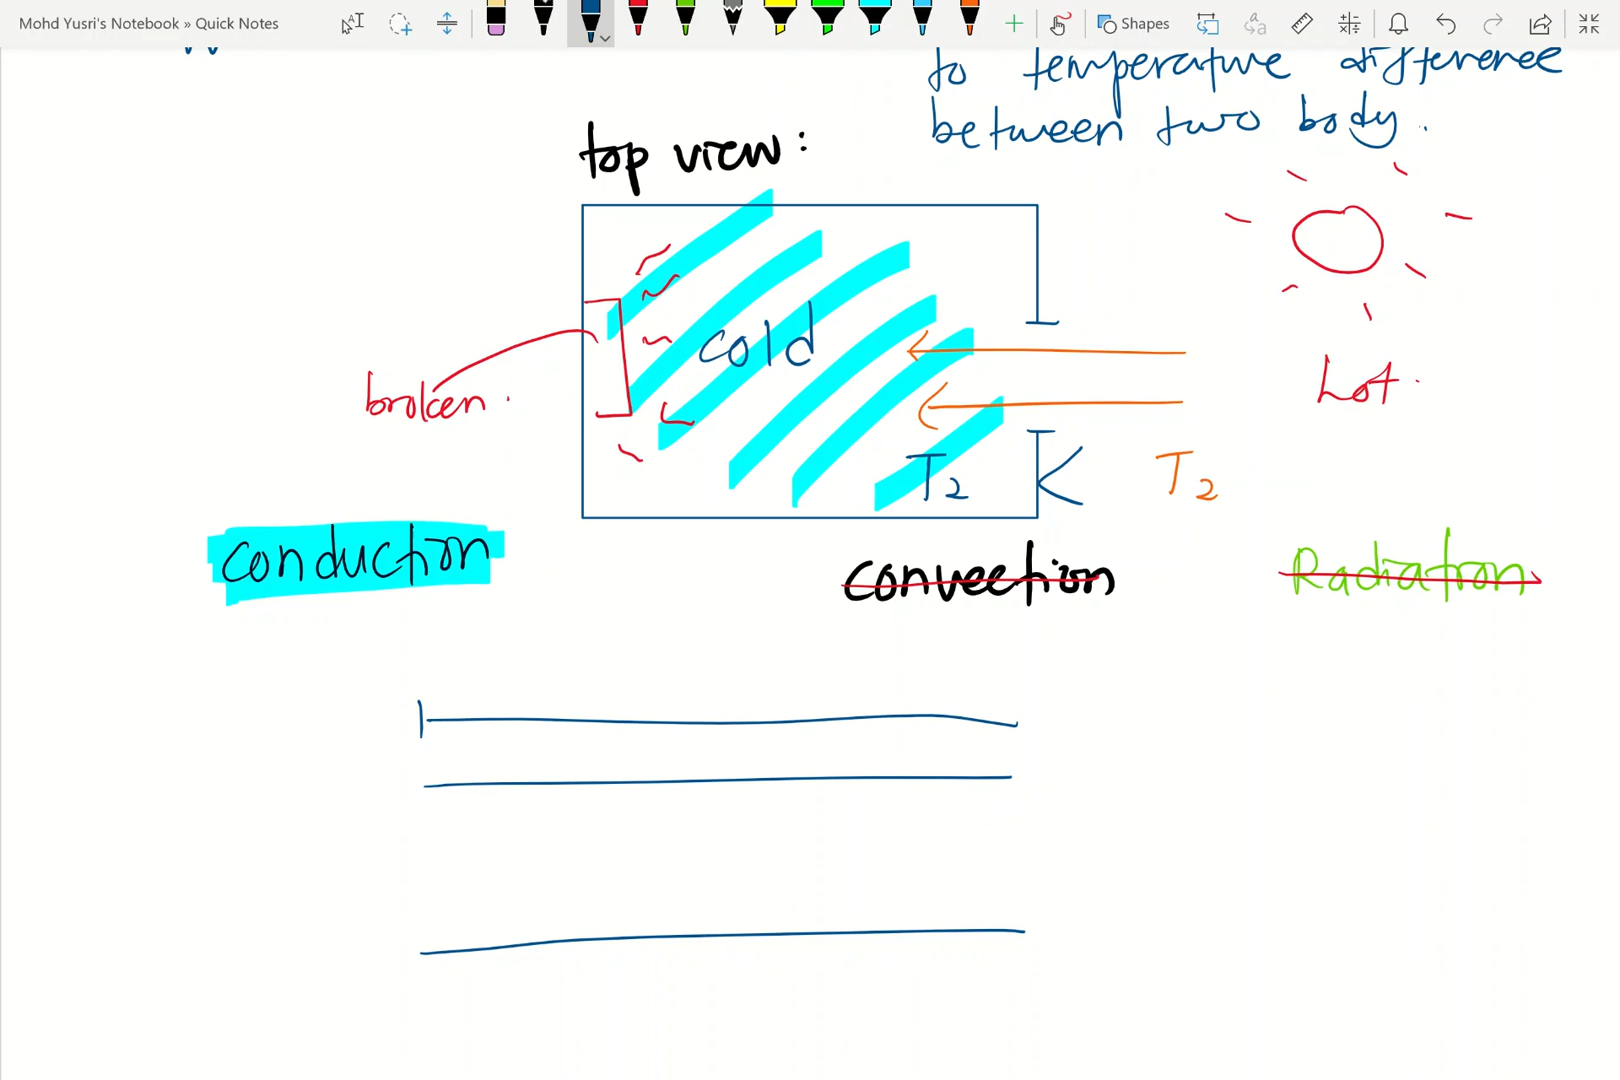 Mohd Yusri's Notebook » Quick Notes
Shapes
to temperature difference
between two body.
top view:
cold
broken.
hot.
T2
K
T2
conduction
convection
Radiation